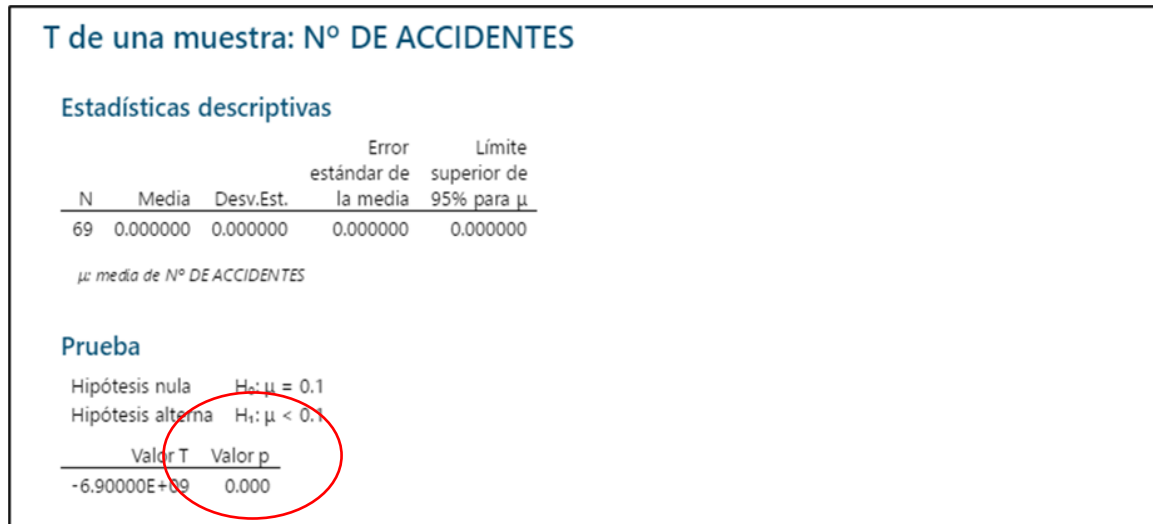 T de una muestra: Nº DE ACCIDENTES
Estadísticas descriptivas
Error Límite
estándar de superior de
N Media Desv.Est. la media 95% para μ
69 0.000000 0.000000 0.000000 0.000000
μ: media de Nº DE ACCIDENTES
Prueba
Hipótesis nula H₀: μ = 0.1
Hipótesis alterna H₁: μ < 0.1
Valor T Valor p
-6.90000E+09 0.000